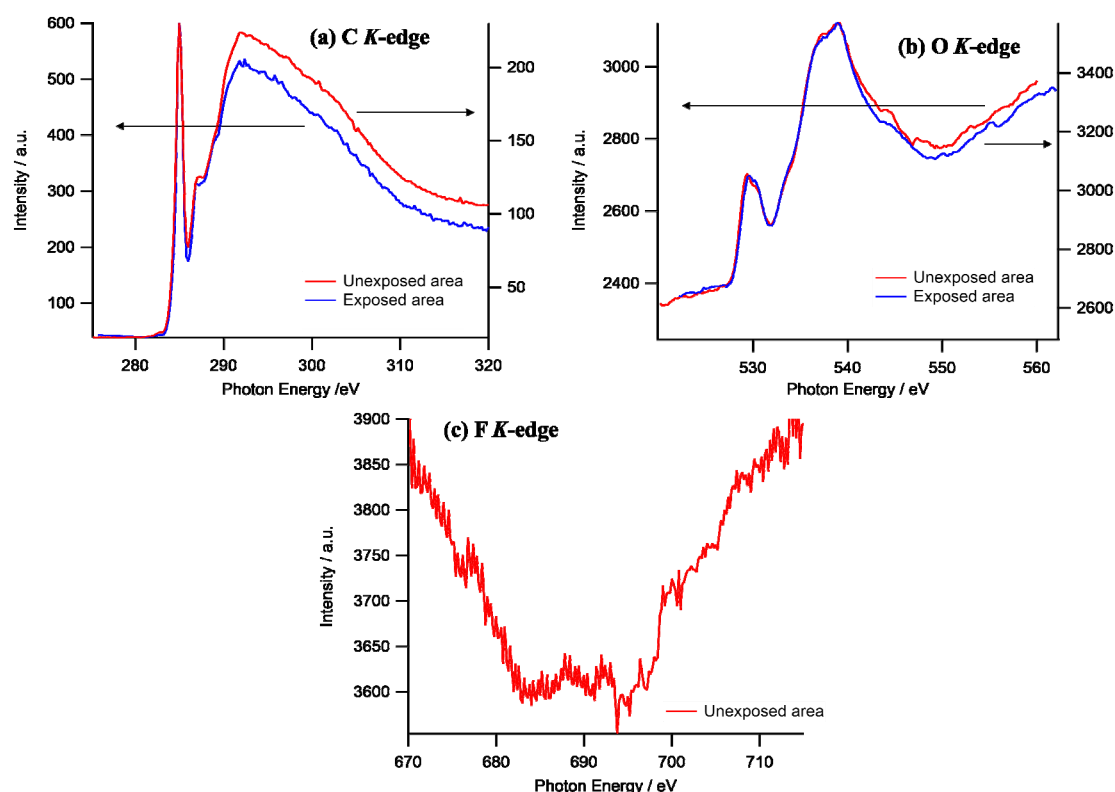 (a) C K-edge
600
500
400
300
200
100
Intensity / a.u.
200
150
100
50
Unexposed area
Exposed area
280
290
300
310
320
Photon Energy /eV
(b) O K-edge
3000
2800
2600
2400
Intensity / a.u.
3400
3200
3000
2800
2600
Unexposed area
Exposed area
530
540
550
560
Photon Energy / eV
(c) F K-edge
3900
3850
3800
3750
3700
3650
3600
Intensity / a.u.
Unexposed area
670
680
690
700
710
Photon Energy / eV